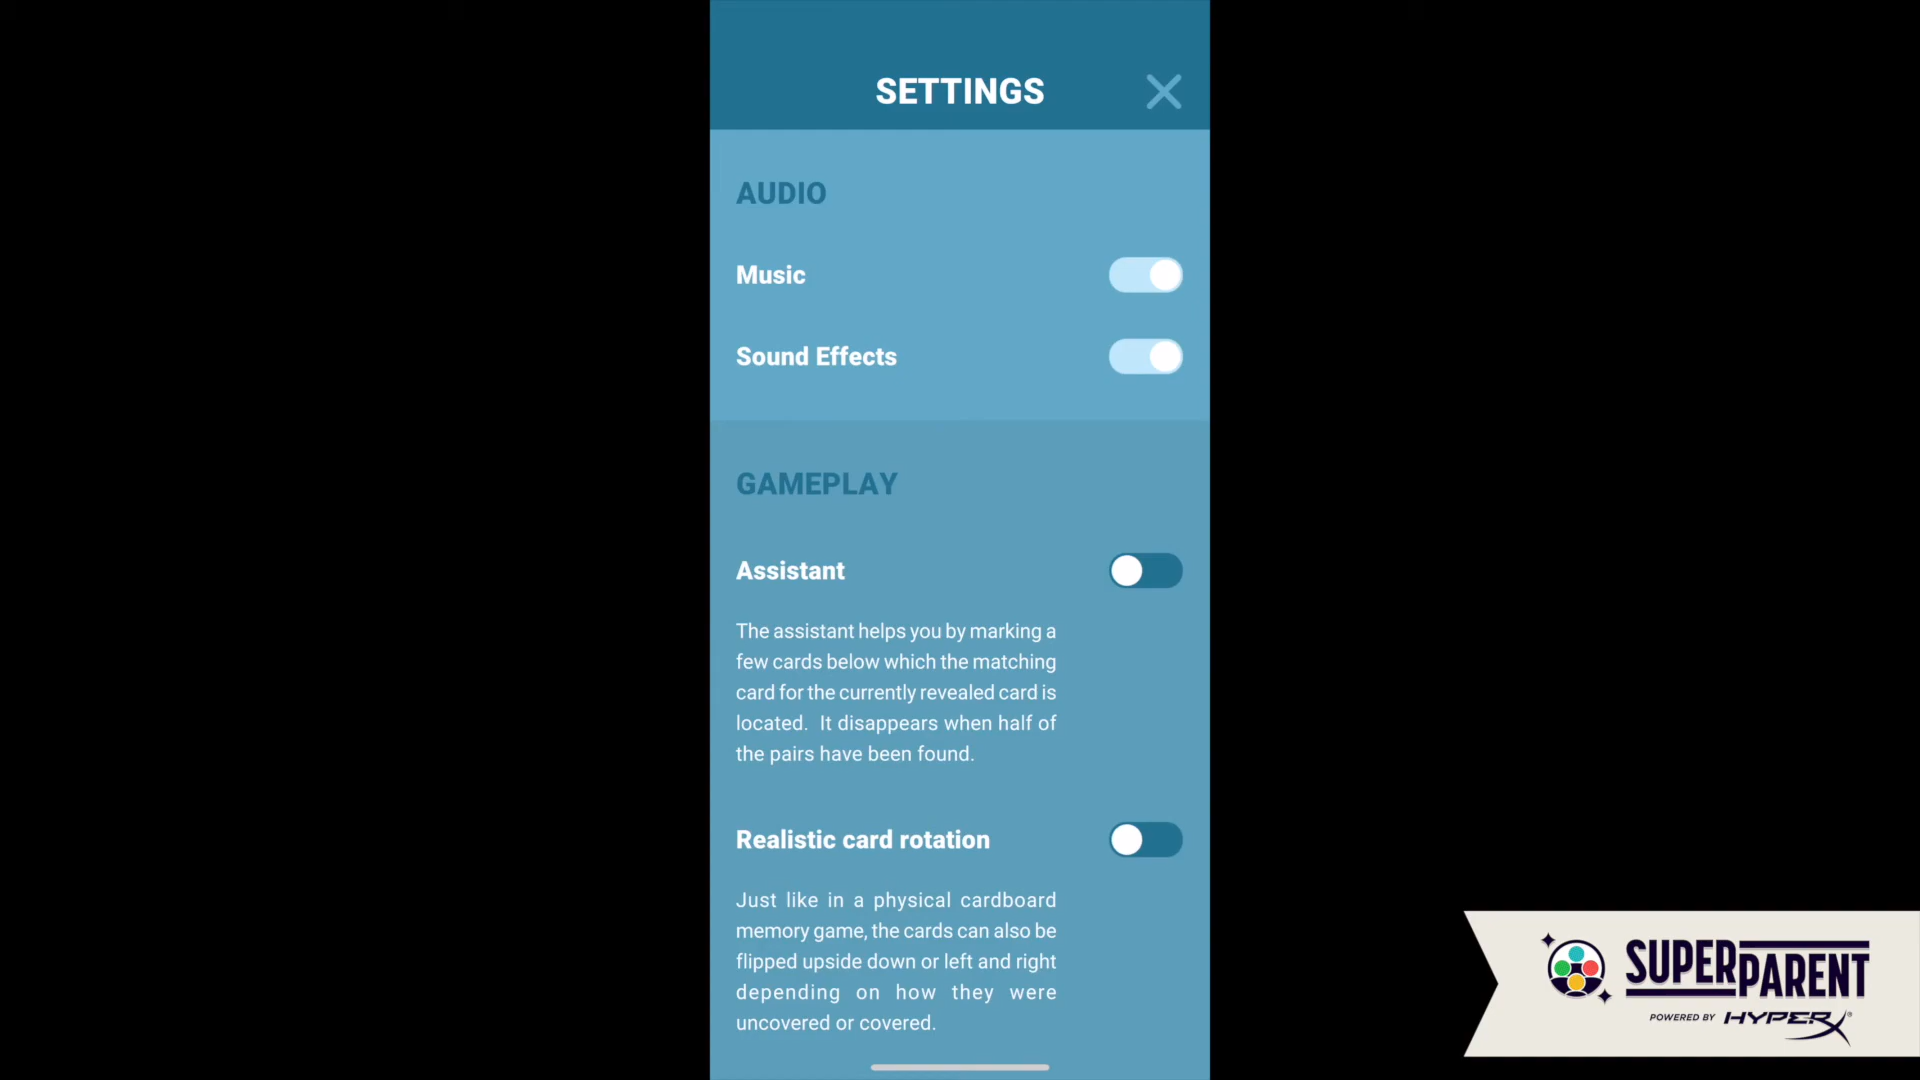 SETTINGS
AUDIO
Music
Sound Effects
GAMEPLAY
Assistant
The assistant helps you by marking a
few cards below which the matching
card for the currently revealed card is
located. It disappears when half of
the pairs have been found.
Realistic card rotation
Just like in a physical cardboard
memory game, the cards can also be
flipped upside down or left and right
depending on how they were
uncovered or covered.
SUPERPARENT
POWERED BY HYPERX®